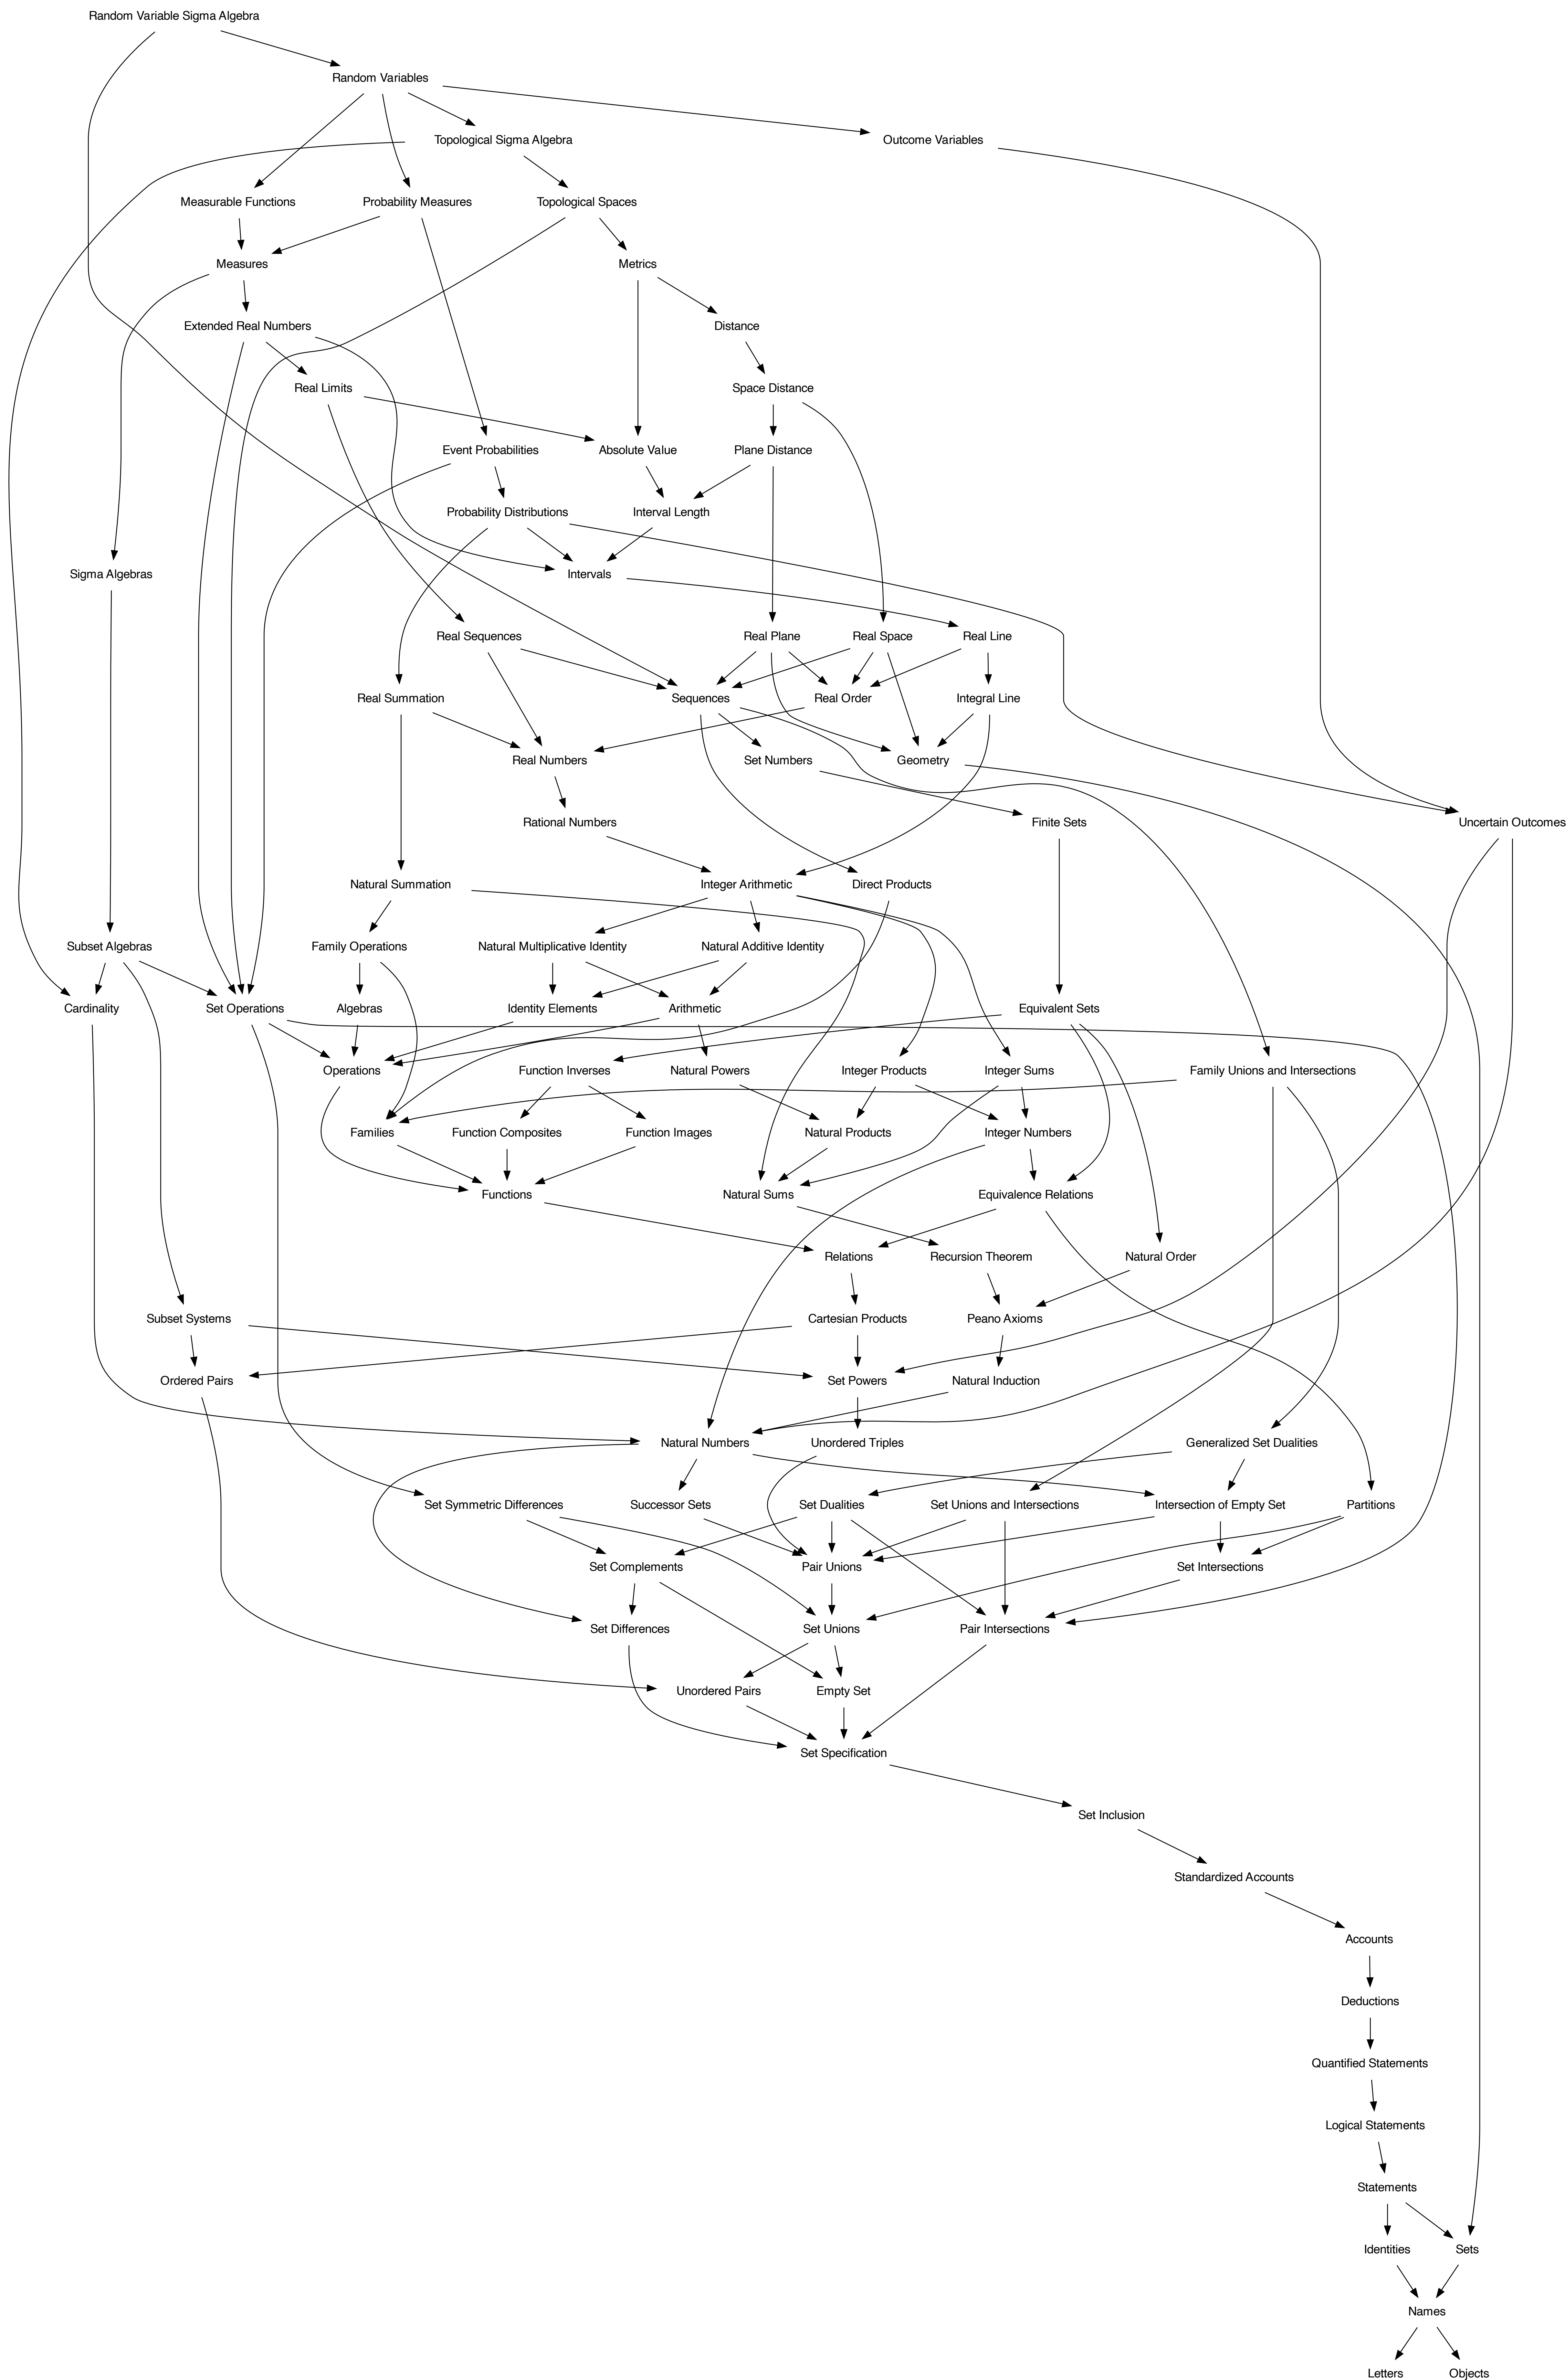 Random Variable Sigma Algebra
Random Variables
Topological Sigma Algebra
Outcome Variables
Measurable Functions
Probability Measures
Topological Spaces
Measures
Metrics
Extended Real Numbers
Distance
Real Limits
Space Distance
Event Probabilities
Absolute Value
Plane Distance
Probability Distributions
Interval Length
Sigma Algebras
Intervals
Real Sequences
Real Plane
Real Space
Real Line
Real Summation
Sequences
Real Order
Integral Line
Real Numbers
Set Numbers
Geometry
Rational Numbers
Finite Sets
Uncertain Outcomes
Natural Summation
Integer Arithmetic
Direct Products
Subset Algebras
Family Operations
Natural Multiplicative Identity
Natural Additive Identity
Cardinality
Set Operations
Algebras
Identity Elements
Arithmetic
Equivalent Sets
Operations
Function Inverses
Natural Powers
Integer Products
Integer Sums
Family Unions and Intersections
Families
Function Composites
Function Images
Natural Products
Integer Numbers
Functions
Natural Sums
Equivalence Relations
Relations
Recursion Theorem
Natural Order
Subset Systems
Cartesian Products
Peano Axioms
Ordered Pairs
Set Powers
Natural Induction
Natural Numbers
Unordered Triples
Generalized Set Dualities
Set Symmetric Differences
Successor Sets
Set Dualities
Set Unions and Intersections
Intersection of Empty Set
Partitions
Set Complements
Pair Unions
Set Intersections
Set Differences
Set Unions
Pair Intersections
Unordered Pairs
Empty Set
Set Specification
Set Inclusion
Standardized Accounts
Accounts
Deductions
Quantified Statements
Logical Statements
Statements
Identities
Sets
Names
Letters
Objects